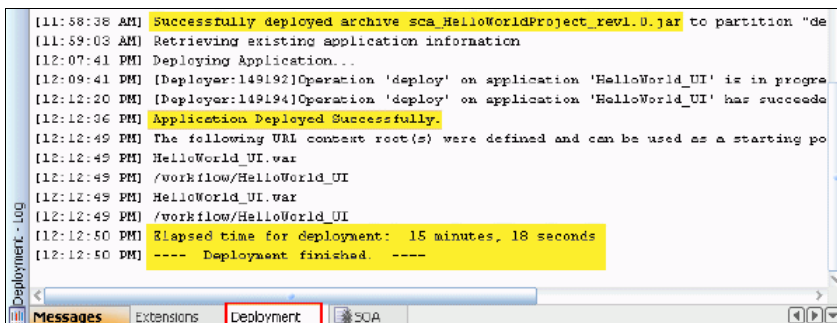 [11:58:38 AM] Successfully deployed archive sca_HelloWorldProject_rev1.0.jar to partition "de
[11:59:03 AM] Retrieving existing application information
[12:07:41 PM] Deploying Application...
[12:09:41 PM] [Deployer:149192]Operation 'deploy' on application 'HelloWorld_UI' is in progre
[12:12:20 PM] [Deployer:149194]Operation 'deploy' on application 'HelloWorld_UI' has succeede
[12:12:36 PM] Application Deployed Successfully.
[12:12:49 PM] The following URL context root(s) were defined and can be used as a starting po
[12:12:49 PM] HelloWorld_UI.war
[12:12:49 PM] /workflow/HelloWorld_UI
[12:12:49 PM] HelloWorld_UI.war
[12:12:49 PM] /workflow/HelloWorld_UI
[12:12:50 PM] Elapsed time for deployment: 15 minutes, 18 seconds
[12:12:50 PM] ---- Deployment finished. ----
Deployment - Log
Messages Extensions Deployment SOA